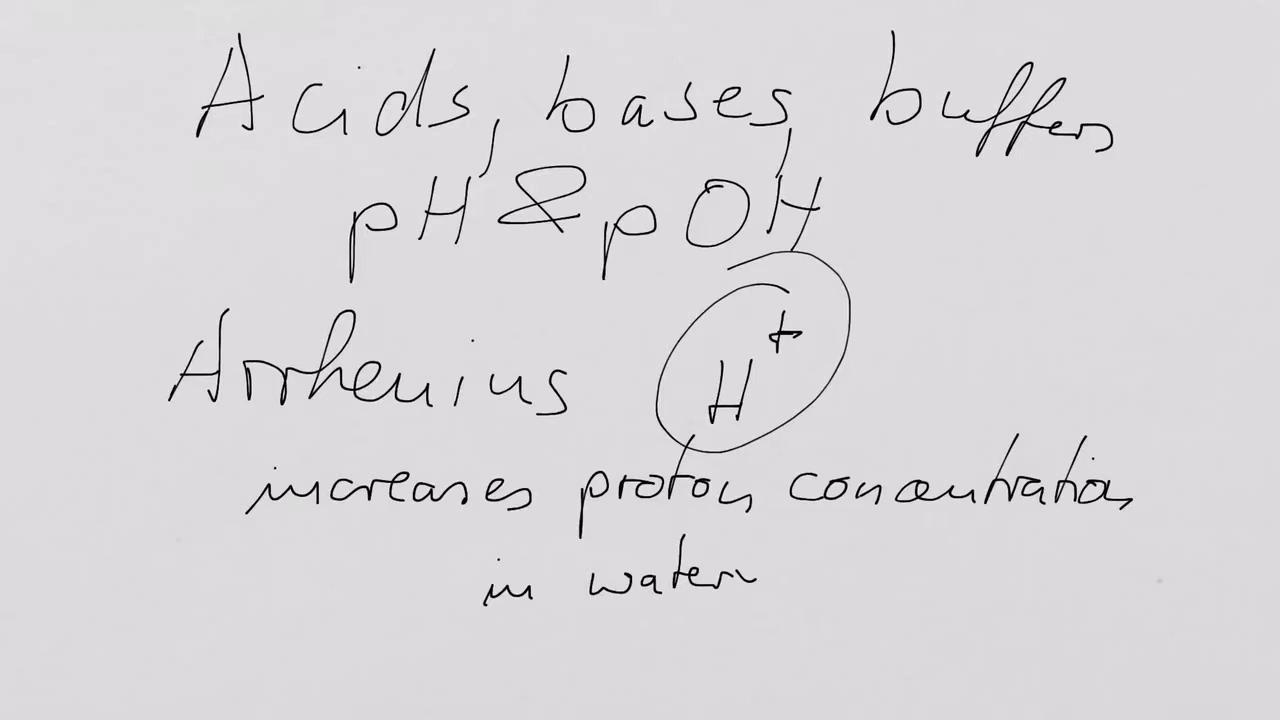 Acids, bases, buffers
pH & pOH
Arrhenius H⁺
increases proton concentration
in water